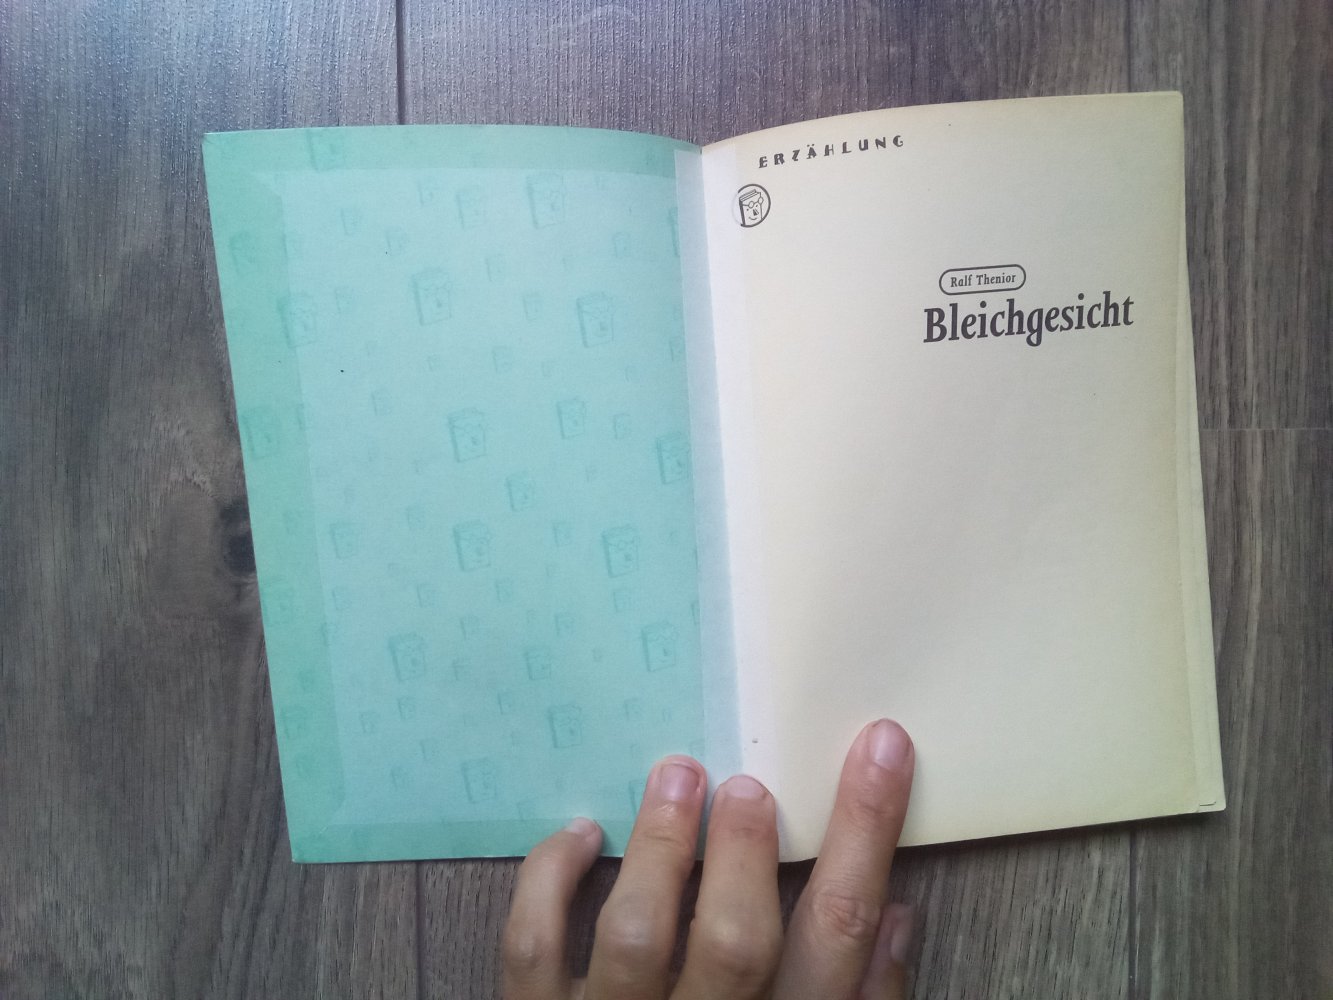 ERZÄHLUNG
Ralf Thenior
Bleichgesicht